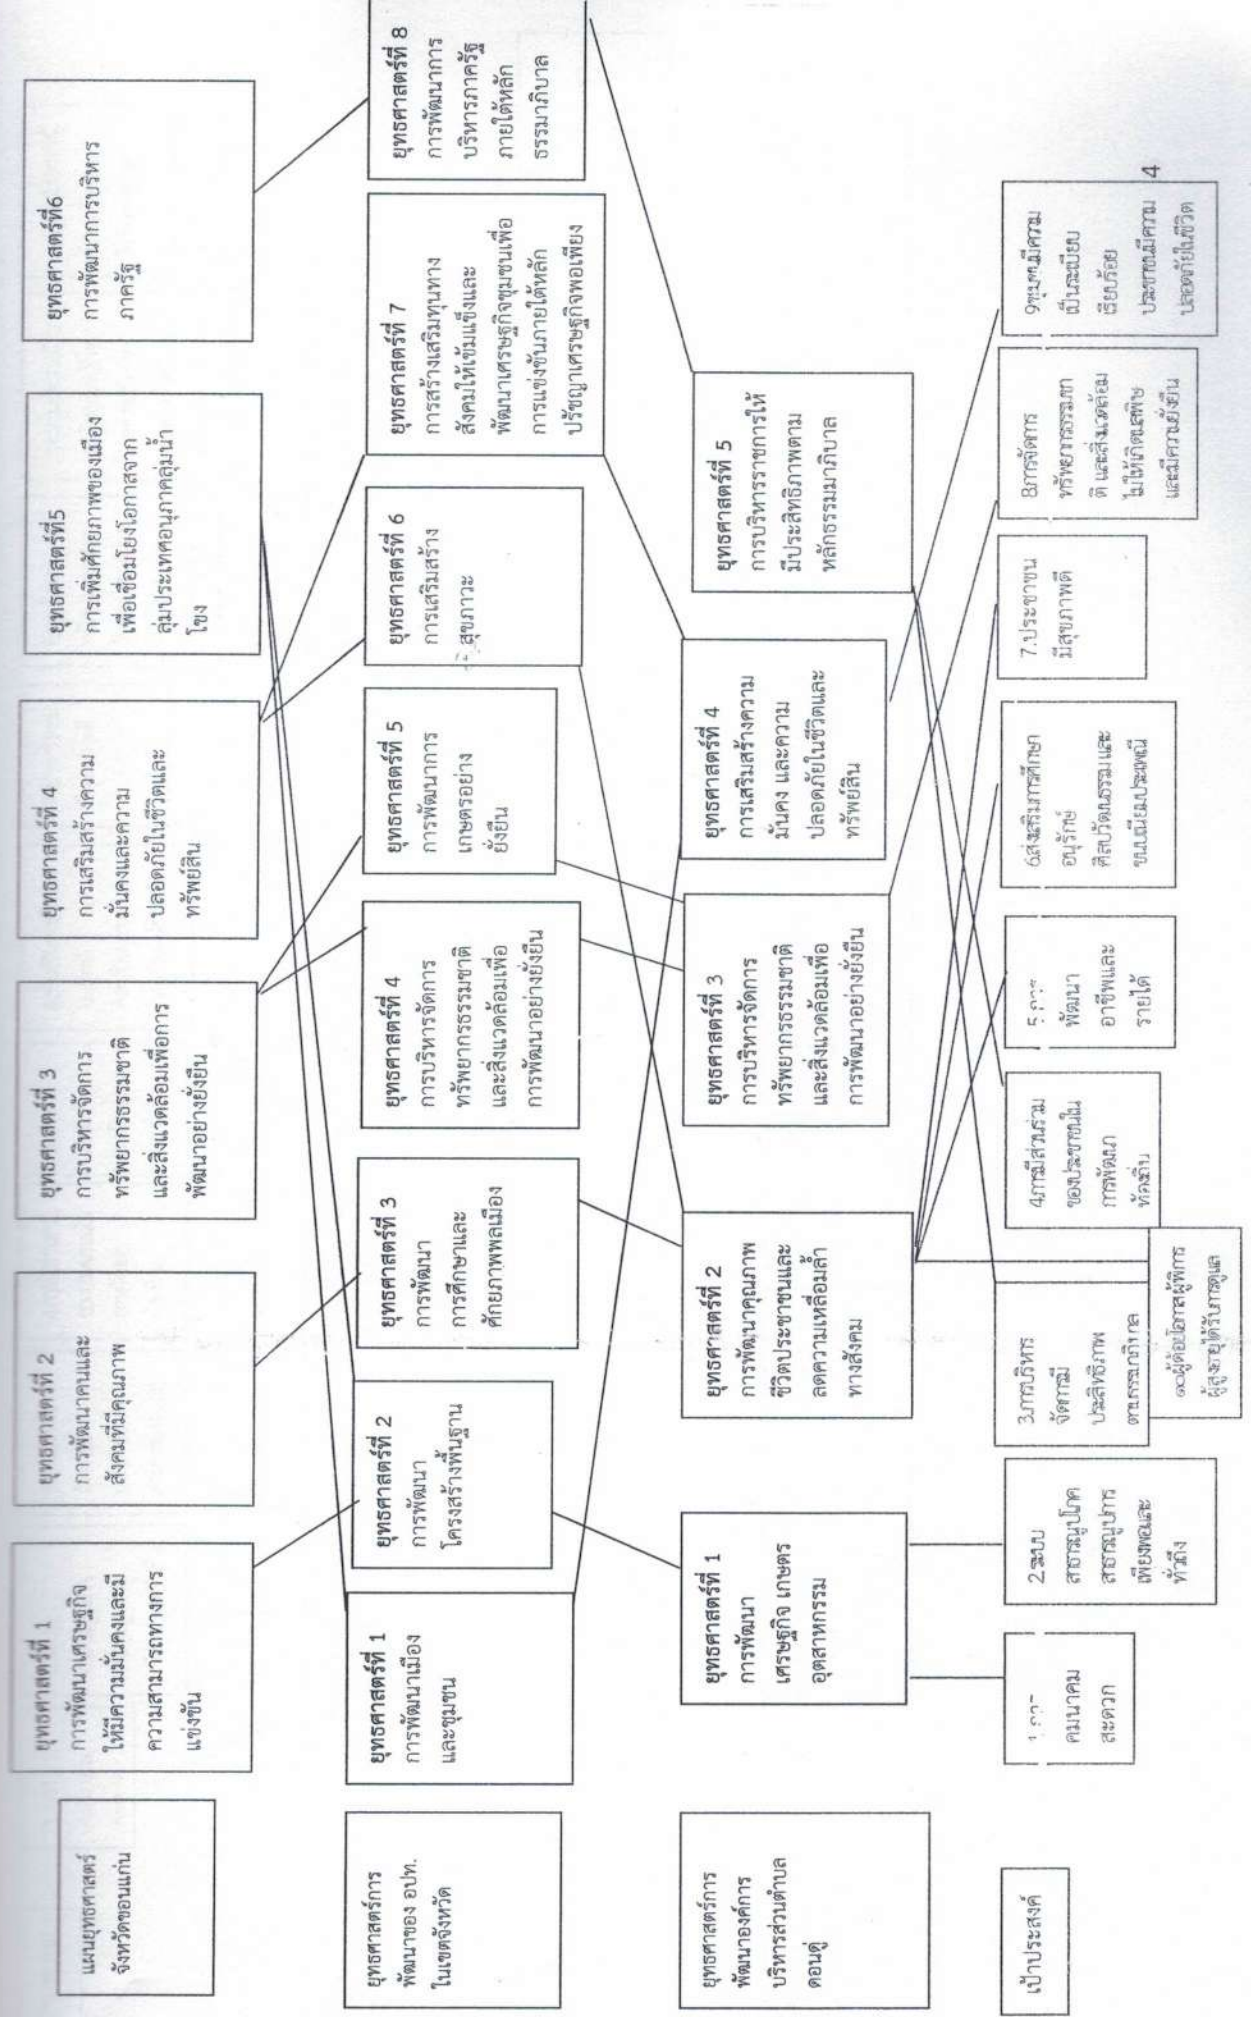 แผนยุทธศาสตร์
จังหวัดขอนแก่น
ยุทธศาสตร์ที่ 1
การพัฒนาเศรษฐกิจ
ให้มีความมั่นคงและมี
ความสามารถทางการ
แข่งขัน
ยุทธศาสตร์ที่ 2
การพัฒนาคนและ
สังคมที่มีคุณภาพ
ยุทธศาสตร์ที่ 3
การบริหารจัดการ
ทรัพยากรธรรมชาติ
และสิ่งแวดล้อมเพื่อการ
พัฒนาอย่างยั่งยืน
ยุทธศาสตร์ที่ 4
การเสริมสร้างความ
มั่นคงและความ
ปลอดภัยในชีวิตและ
ทรัพย์สิน
ยุทธศาสตร์ที่5
การเพิ่มศักยภาพของเมือง
เพื่อเชื่อมโยงโอกาสจาก
ลุ่มประเทศอนุภาคลุ่มน้ำ
โขง
ยุทธศาสตร์ที่6
การพัฒนาการบริหาร
ภาครัฐ
ยุทธศาสตร์การ
พัฒนาของ อปท.
ในเขตจังหวัด
ยุทธศาสตร์ที่ 1
การพัฒนาเมือง
และชุมชน
ยุทธศาสตร์ที่ 2
การพัฒนา
โครงสร้างพื้นฐาน
ยุทธศาสตร์ที่ 3
การพัฒนา
การศึกษาและ
ศักยภาพพลเมือง
ยุทธศาสตร์ที่ 4
การบริหารจัดการ
ทรัพยากรธรรมชาติ
และสิ่งแวดล้อมเพื่อ
การพัฒนาอย่างยั่งยืน
ยุทธศาสตร์ที่ 5
การพัฒนาการ
เกษตรอย่าง
ยั่งยืน
ยุทธศาสตร์ที่ 6
การเสริมสร้าง
สุขภาวะ
ยุทธศาสตร์ที่ 7
การสร้างเสริมทุนทาง
สังคมให้เข้มแข็งและ
พัฒนาเศรษฐกิจชุมชนเพื่อ
การแข่งขันภายใต้หลัก
ปรัชญาเศรษฐกิจพอเพียง
ยุทธศาสตร์ที่ 8
การพัฒนาการ
บริหารภาครัฐ
ภายใต้หลัก
ธรรมาภิบาล
ยุทธศาสตร์การ
พัฒนาองค์การ
บริหารส่วนตำบล
ดอนดู่
ยุทธศาสตร์ที่ 1
การพัฒนา
เศรษฐกิจ เกษตร
อุตสาหกรรม
ยุทธศาสตร์ที่ 2
การพัฒนาคุณภาพ
ชีวิตประชาชนและ
ลดความเหลื่อมล้ำ
ทางสังคม
ยุทธศาสตร์ที่ 3
การบริหารจัดการ
ทรัพยากรธรรมชาติ
และสิ่งแวดล้อมเพื่อ
การพัฒนาอย่างยั่งยืน
ยุทธศาสตร์ที่ 4
การเสริมสร้างความ
มั่นคง และความ
ปลอดภัยในชีวิตและ
ทรัพย์สิน
ยุทธศาสตร์ที่ 5
การบริหารราชการให้
มีประสิทธิภาพตาม
หลักธรรมมาภิบาล
เป้าประสงค์
คมนาคม
สะดวก
2.ระบบ
สาธารณูปโภค
สาธารณูปการ
เพียงพอและ
ทั่วถึง
3.การบริหาร
จัดการมี
ประสิทธิภาพ
๑๐ผู้ด้อยโอกาสผู้พิการ
ผู้สูงอายุได้รับการดูแล
4.การมีส่วนร่วม
ของประชาชนใน
การพัฒนา
ท้องถิ่น
5.การ
พัฒนา
อาชีพและ
รายได้
6.ส่งเสริมการศึกษา
อนุรักษ์
ศิลปวัฒนธรรมและ
ขนบนิยมประเพณี
7.ประชาชน
มีสุขภาพดี
8.การจัดการ
ทรัพยากรธรรมชา
ติ และสิ่งแวดล้อม
ไม่ให้เกิดมลพิษ
และมีความยั่งยืน
9ชุมชนมีความ
เป็นระเบียบ
เรียบร้อย
ประชาชนมีความ
ปลอดภัยในชีวิต
4